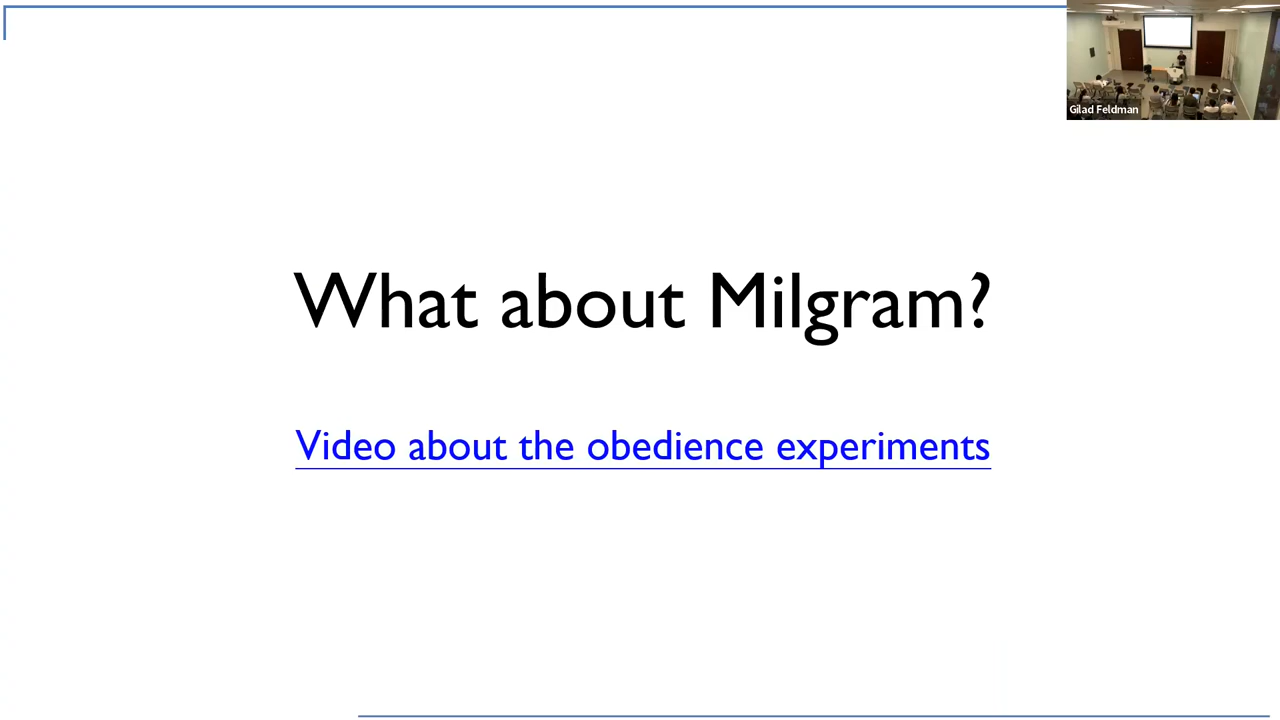 Gilad Feldman
What about Milgram?
Video about the obedience experiments